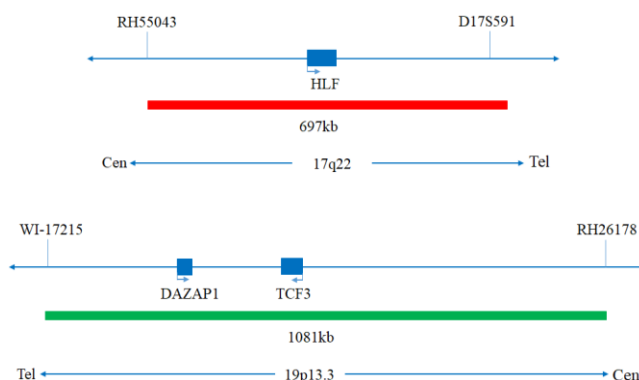 RH55043 D17S591
HLF
697kb
Cen 17q22 Tel
WI-17215 RH26178
DAZAP1 TCF3
1081kb
Tel 19p13.3 Cen